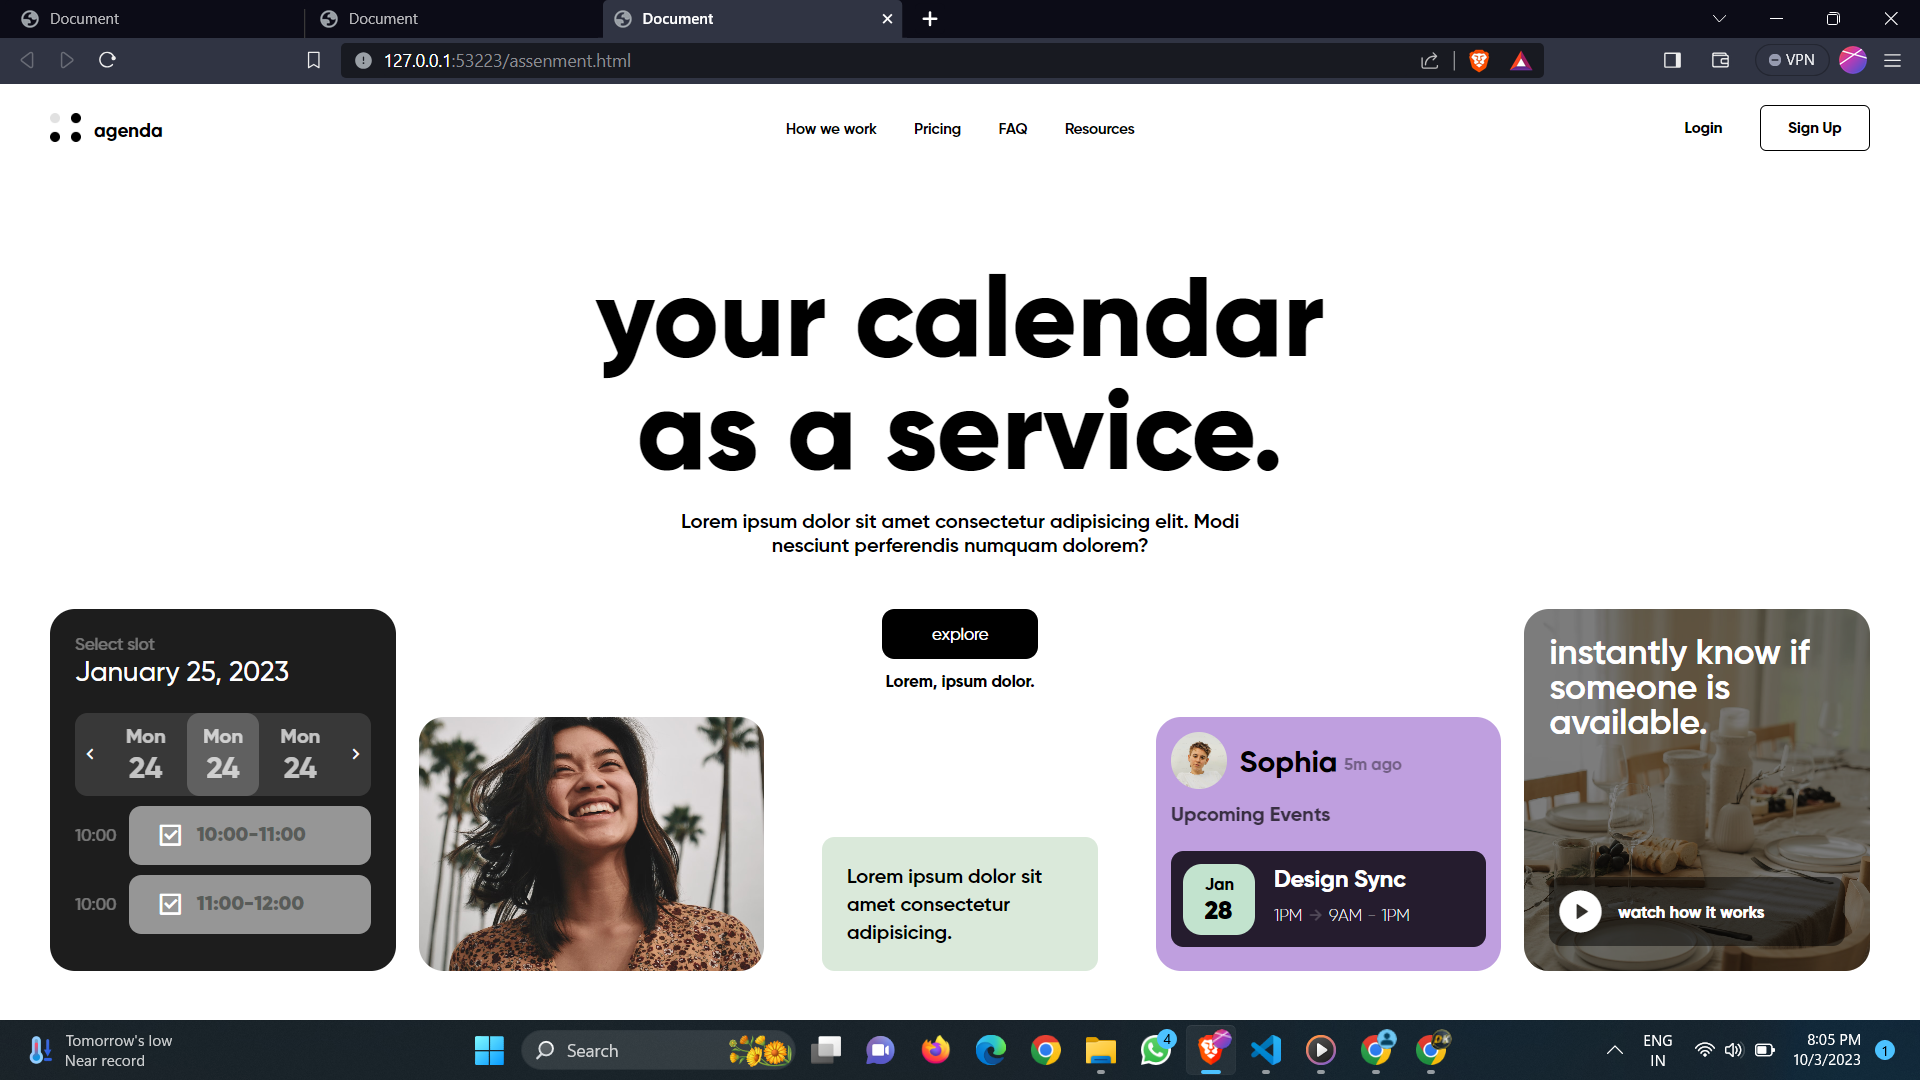 Document
Document
Document
127.0.0.1:53223/assenment.html
VPN
agenda
How we work
Pricing
FAQ
Resources
Login
Sign Up
your calendar
as a service.
Lorem ipsum dolor sit amet consectetur adipisicing elit. Modi
nesciunt perferendis numquam dolorem?
explore
Lorem, ipsum dolor.
Select slot
January 25, 2023
Mon
24
Mon
24
Mon
24
10:00
10:00-11:00
10:00
11:00-12:00
Lorem ipsum dolor sit
amet consectetur
adipisicing.
Sophia 5m ago
Upcoming Events
Jan
28
Design Sync
1PM → 9AM - 1PM
instantly know if
someone is
available.
watch how it works
Tomorrow's low
Near record
Search
4
DK
ENG
IN
8:05 PM
10/3/2023
1